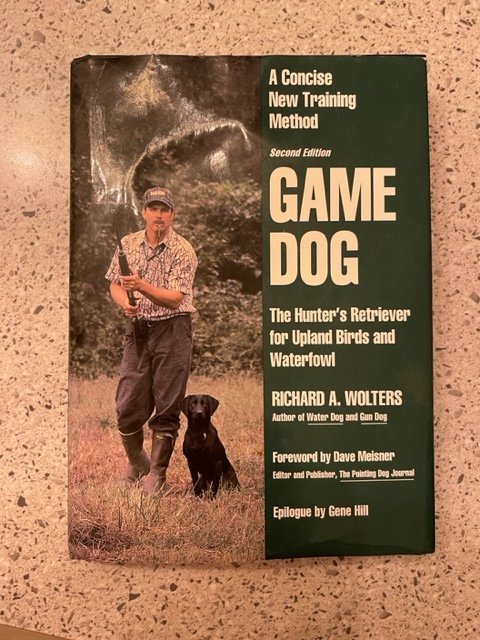 A Concise
New Training
Method
Second Edition
GAME
DOG
The Hunter's Retriever
for Upland Birds and
Waterfowl
RICHARD A. WOLTERS
Author of Water Dog and Gun Dog
Foreword by Dave Meisner
Editor and Publisher, The Pointing Dog Journal
Epilogue by Gene Hill